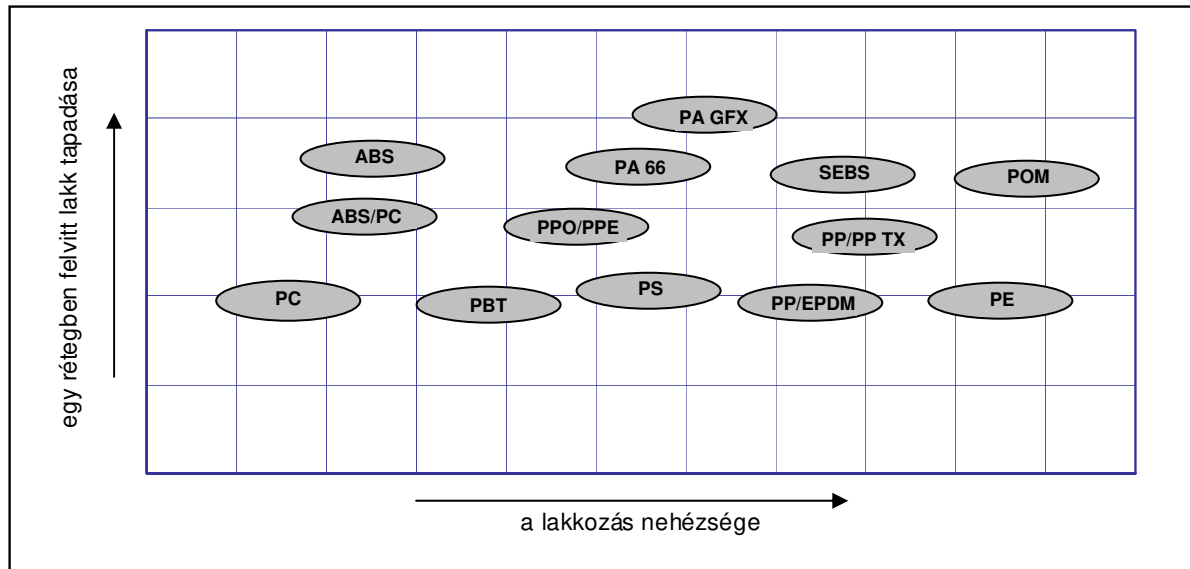 egy rétegben felvitt lakk tapadása
PA GFX
ABS
PA 66
SEBS
POM
ABS/PC
PPO/PPE
PP/PP TX
PC
PBT
PS
PP/EPDM
PE
a lakkozás nehézsége